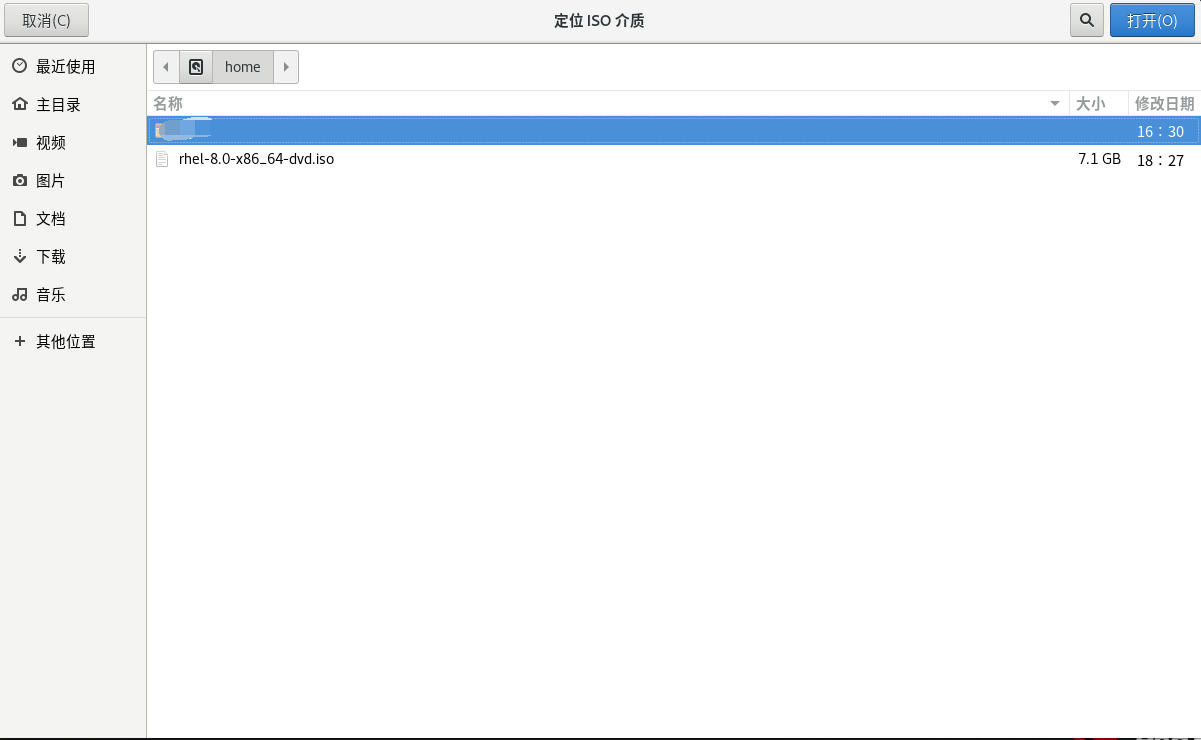 取消(C) 定位 ISO 介质 打开(O)
最近使用
主目录
视频
图片
文档
下载
音乐
其他位置
home
名称 大小 修改日期
16：30
rhel-8.0-x86_64-dvd.iso 7.1 GB 18：27